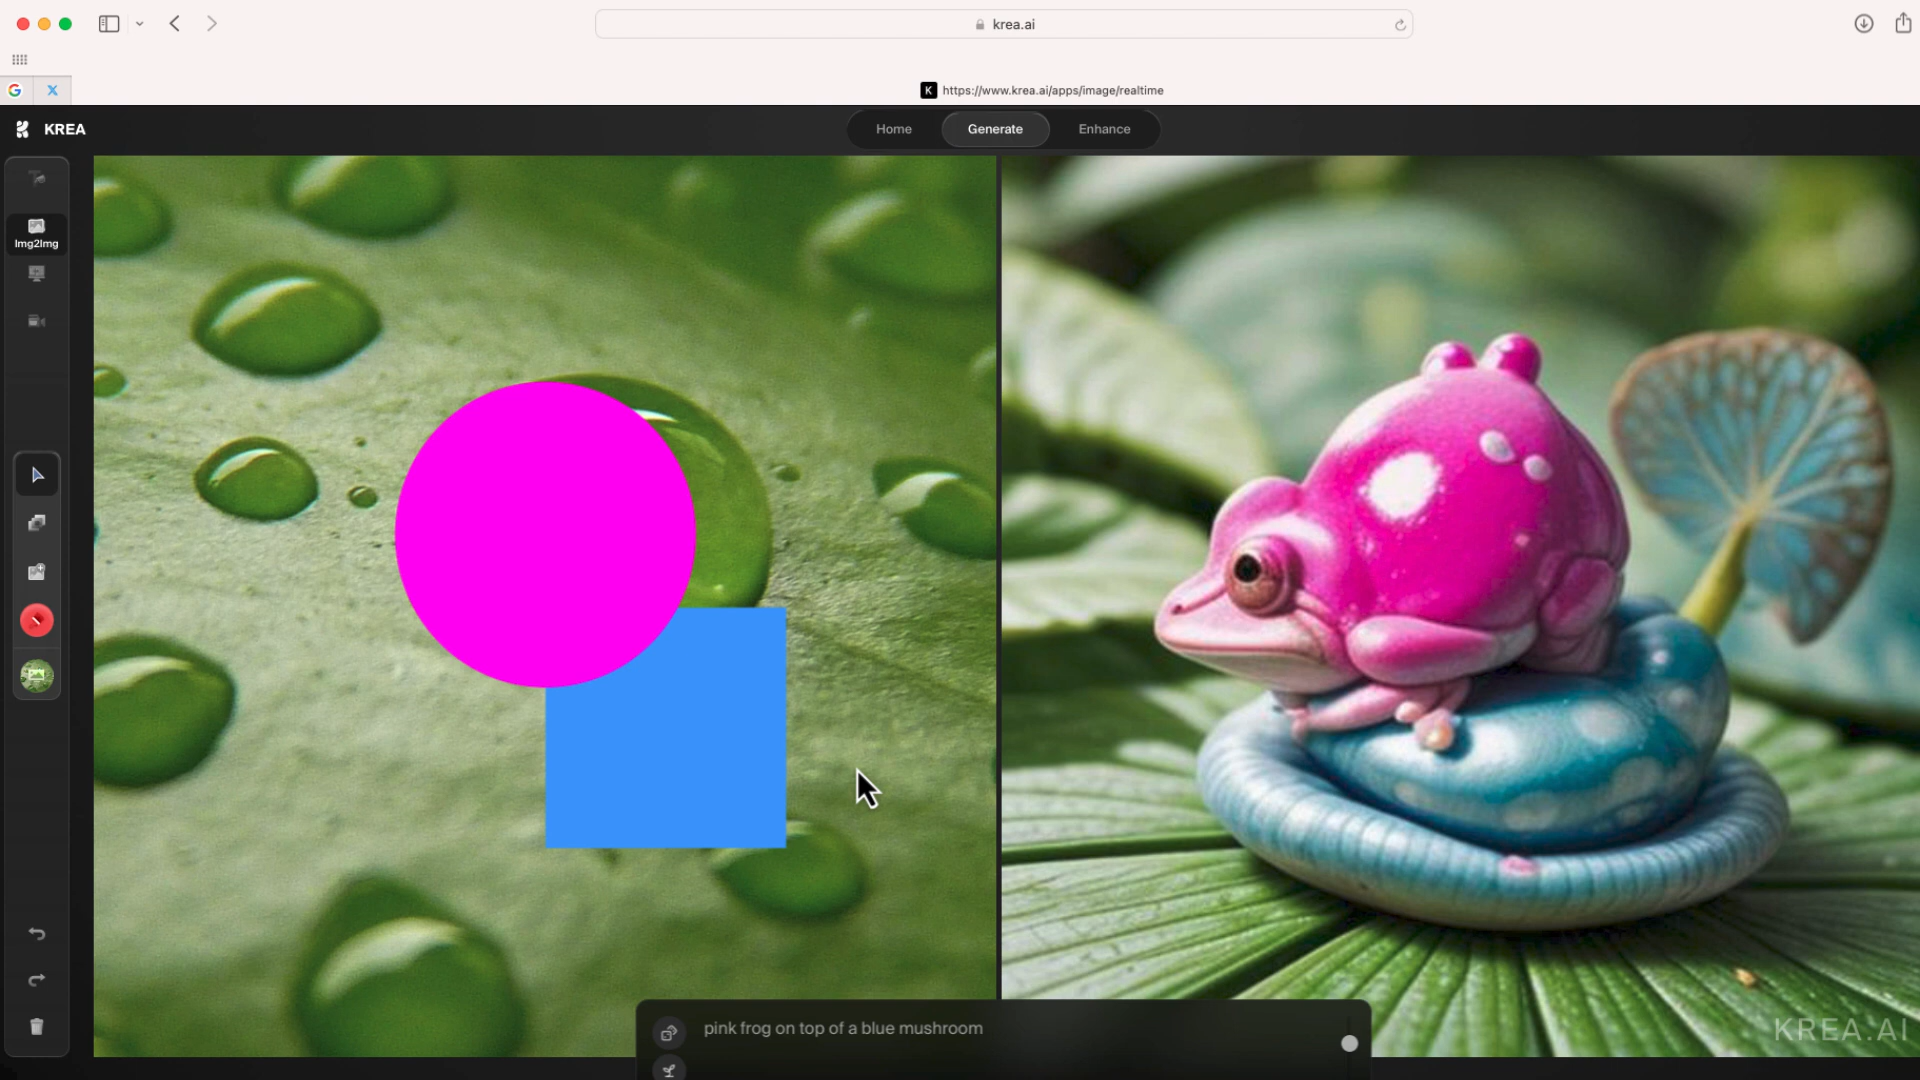 krea.ai
https://www.krea.ai/apps/image/realtime
KREA
Home
Generate
Enhance
Img2Img
pink frog on top of a blue mushroom
KREA.AI